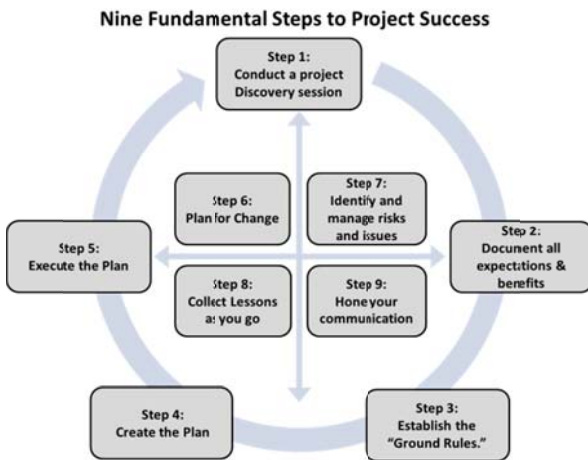 Nine Fundamental Steps to Project Success
Step 1:
Conduct a project
Discovery session
Step 6:
Plan for Change
Step 7:
Identify and
manage risks
and issues
Step 5:
Execute the Plan
Step 2:
Document all
expectations &
benefits
Step 8:
Collect Lessons
as you go
Step 9:
Hone your
communication
Step 4:
Create the Plan
Step 3:
Establish the
“Ground Rules.”